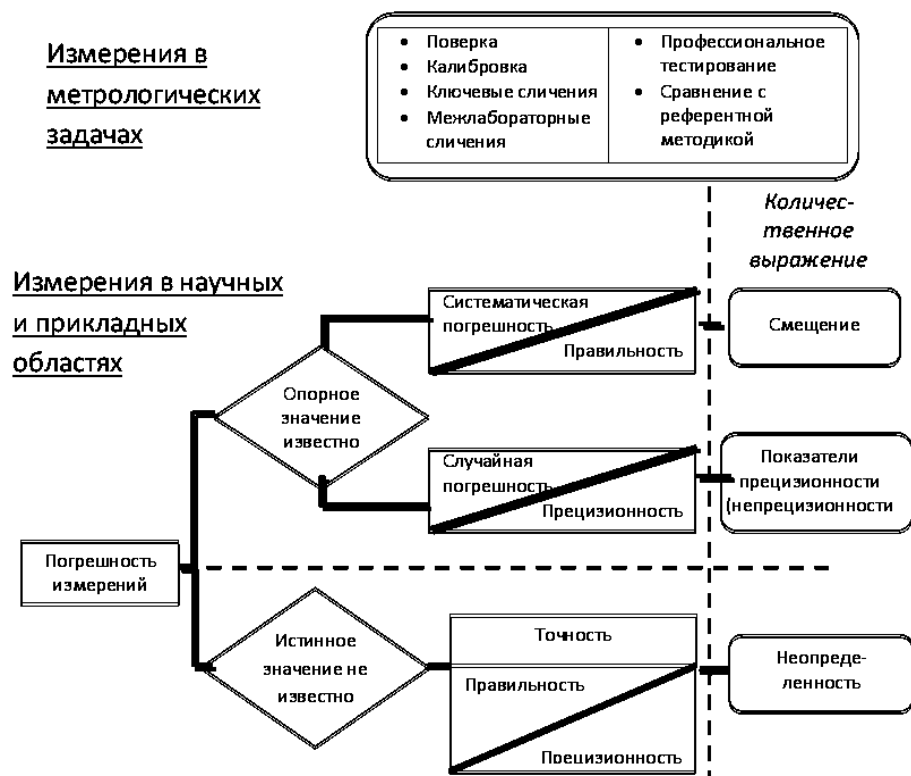 Измерения в
метрологических
задачах
• Поверка
• Калибровка
• Ключевые сличения
• Межлабораторные
сличения
• Профессиональное
тестирование
• Сравнение с
референтной
методикой
Количес-
твенное
выражение
Измерения в научных
и прикладных
областях
Систематическая
погрешность
Правильность
Смещение
Опорное
значение
известно
Случайная
погрешность
Прецизионность
Показатели
прецизионности
(непрецизионности
Погрешность
измерений
Истинное
значение не
известно
Точность
Правильность
Прецизионность
Неопреде-
ленность